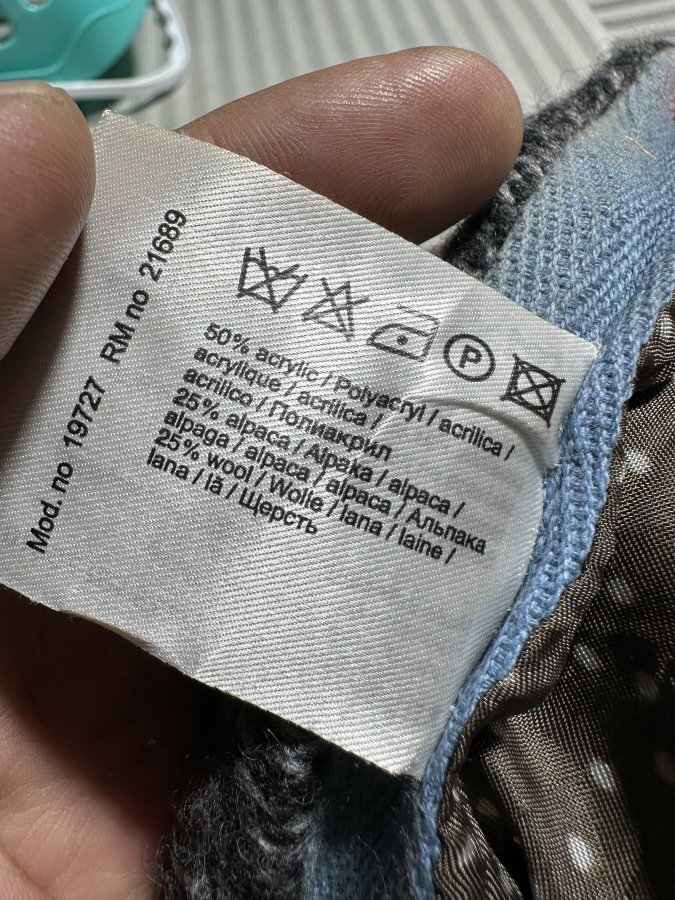 Mod. no 19727 RM no 21689
P
50% acrylic / Polyacryl / acrilica /
acrylique / acrilica /
acrilico / Полиакрил
25% alpaca / Alpaka / alpaca /
alpaga / alpaca / alpaca / Альпака
25% wool / Wolle / lana / laine /
lana / lã / Щерсть